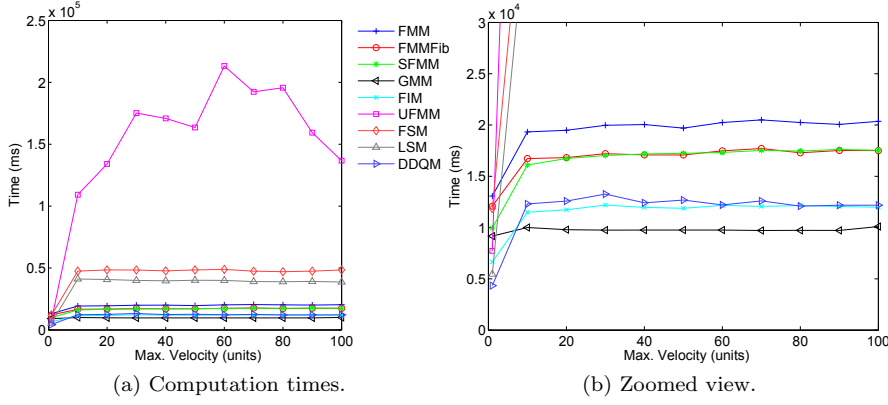 2.5
x 10^5
2
1.5
1
0.5
0
0 20 40 60 80 100
Time (ms)
Max. Velocity (units)
FMM
FMMFib
SFMM
GMM
FIM
UFMM
FSM
LSM
DDQM
(a) Computation times.
3
x 10^4
2.5
2
1.5
1
0.5
0
0 20 40 60 80 100
Time (ms)
Max. Velocity (units)
(b) Zoomed view.